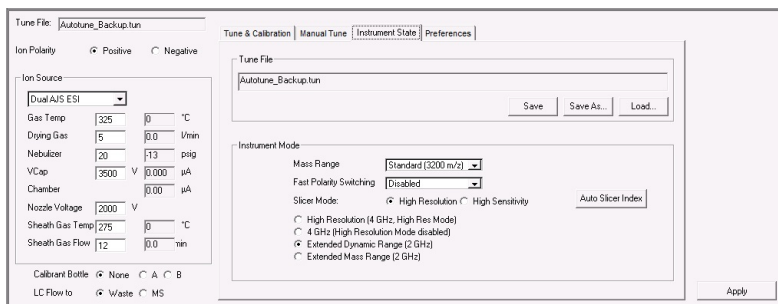 Tune File: Autotune_Backup.tun
Ion Polarity Positive Negative
Ion Source
Dual AJS ESI
Gas Temp 325 0 °C
Drying Gas 5 0.0 l/min
Nebulizer 20 -13 psig
VCap 3500 V 0.000 µA
Chamber 0.00 µA
Nozzle Voltage 2000 V
Sheath Gas Temp 275 0 °C
Sheath Gas Flow 12 0.0 min
Calibrant Bottle None A B
LC Flow to Waste MS
Tune & Calibration Manual Tune Instrument State Preferences
Tune File
Autotune_Backup.tun
Save Save As... Load...
Instrument Mode
Mass Range Standard (3200 m/z)
Fast Polarity Switching Disabled
Slicer Mode: High Resolution High Sensitivity Auto Slicer Index
High Resolution (4 GHz, High Res Mode)
4 GHz (High Resolution Mode disabled)
Extended Dynamic Range (2 GHz)
Extended Mass Range (2 GHz)
Apply